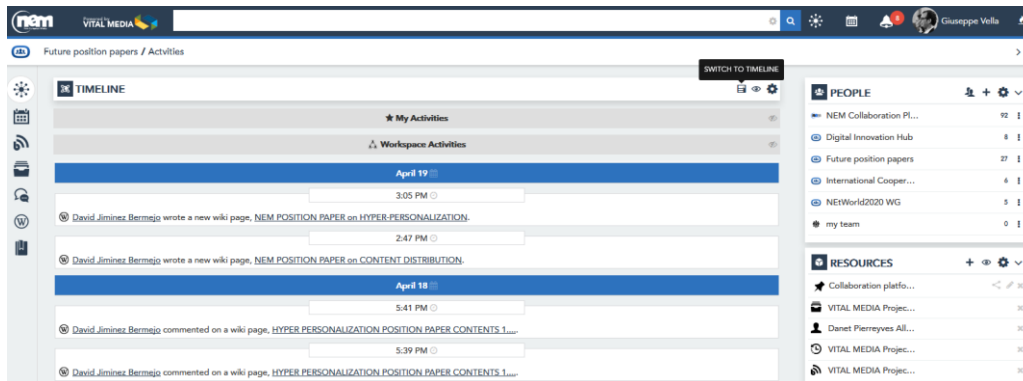 nem Powered by VITAL MEDIA 8 Giuseppe Vella
Future position papers / Actvities
SWITCH TO TIMELINE
TIMELINE
My Activities
Workspace Activities
April 19
3:05 PM
David Jiminez Bermejo wrote a new wiki page, NEM POSITION PAPER on HYPER-PERSONALIZATION.
2:47 PM
David Jiminez Bermejo wrote a new wiki page, NEM POSITION PAPER on CONTENT DISTRIBUTION.
April 18
5:41 PM
David Jiminez Bermejo commented on a wiki page, HYPER PERSONALIZATION POSITION PAPER CONTENTS 1.....
5:39 PM
David Jiminez Bermejo commented on a wiki page, HYPER PERSONALIZATION POSITION PAPER CONTENTS 1.....
PEOPLE
NEM Collaboration Pl... 92
Digital Innovation Hub 8
Future position papers 27
International Cooper... 6
NEtWorld2020 WG 5
my team 0
RESOURCES
Collaboration platfo...
VITAL MEDIA Projec...
Danet Pierreyves All...
VITAL MEDIA Projec...
VITAL MEDIA Projec...